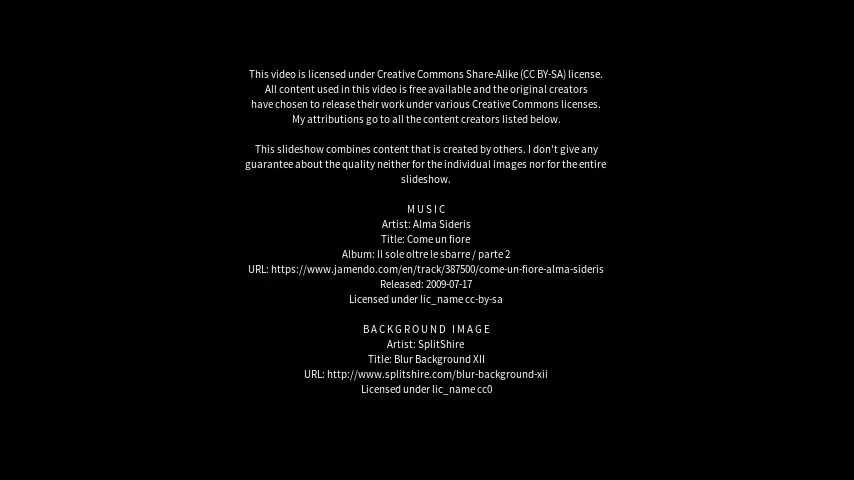 This video is licensed under Creative Commons Share-Alike (CC BY-SA) license.
All content used in this video is free available and the original creators
have chosen to release their work under various Creative Commons licenses.
My attributions go to all the content creators listed below.
This slideshow combines content that is created by others. I don't give any
guarantee about the quality neither for the individual images nor for the entire
slideshow.
MUSIC
Artist: Alma Sideris
Title: Come un fiore
Album: Il sole oltre le sbarre / parte 2
URL: https://www.jamendo.com/en/track/387500/come-un-fiore-alma-sideris
Released: 2009-07-17
Licensed under lic_name cc-by-sa
BACKGROUND IMAGE
Artist: SplitShire
Title: Blur Background XII
URL: http://www.splitshire.com/blur-background-xii
Licensed under lic_name cc0